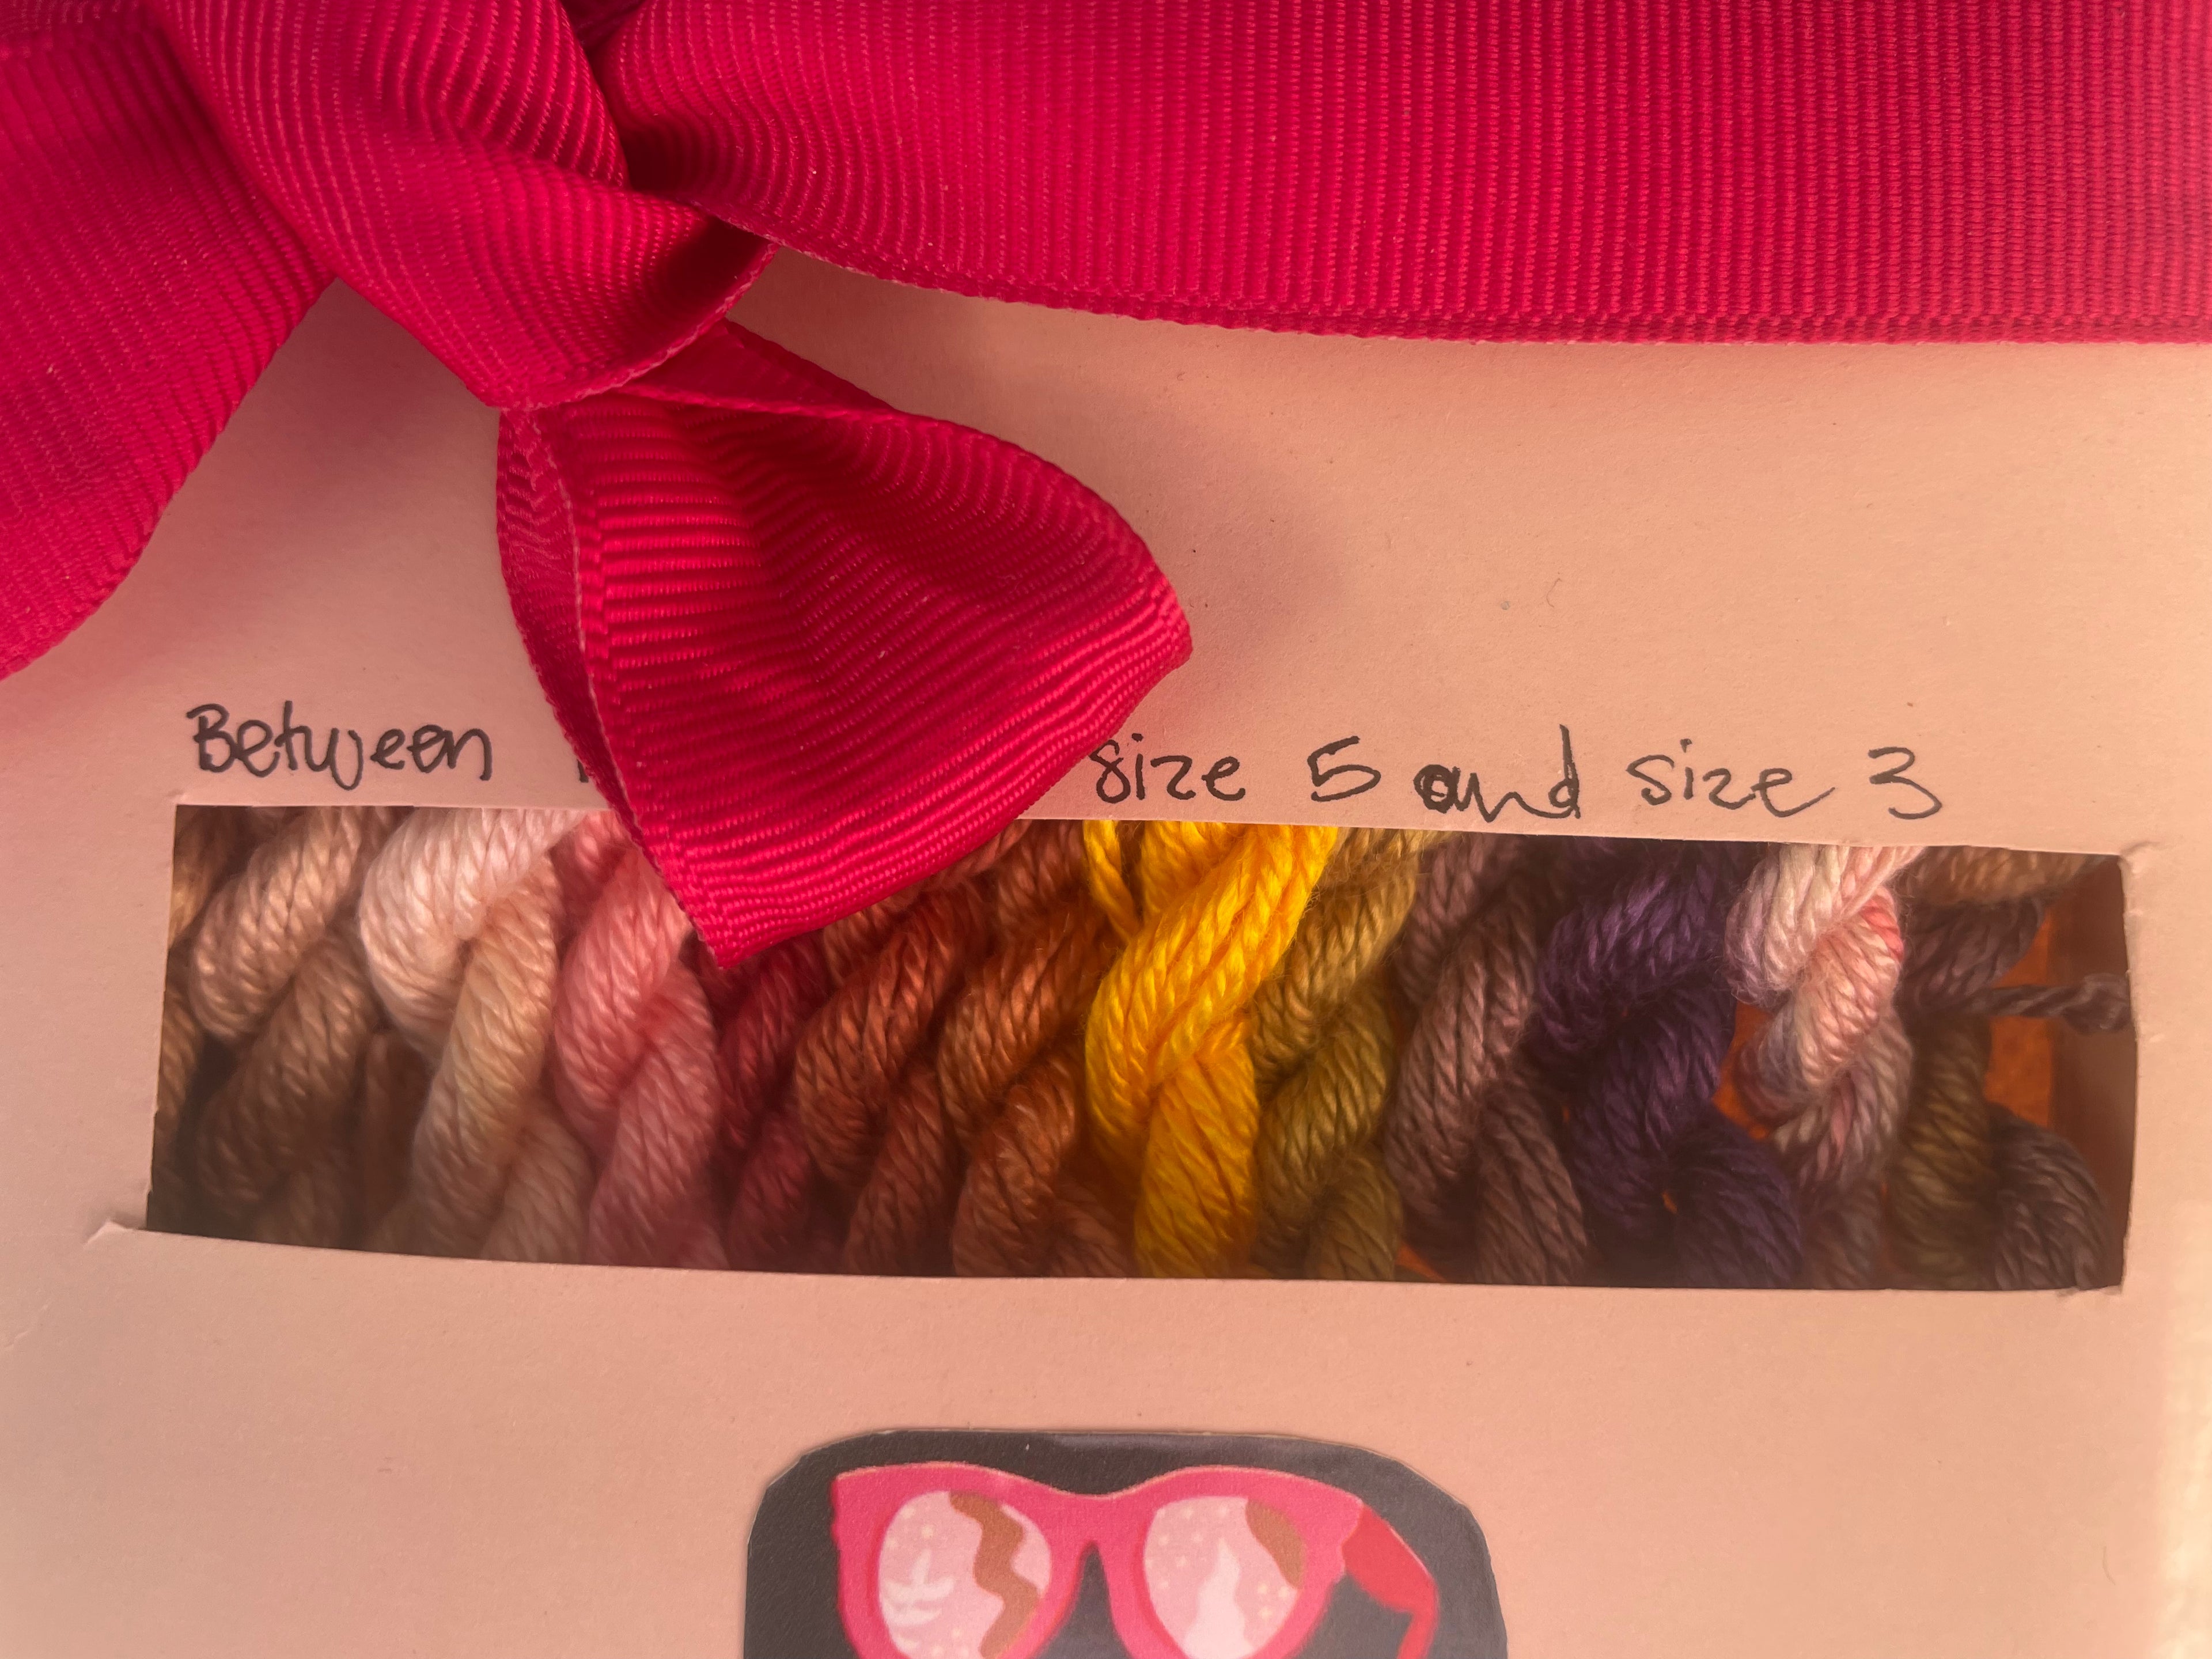 Between size 5 and size 3